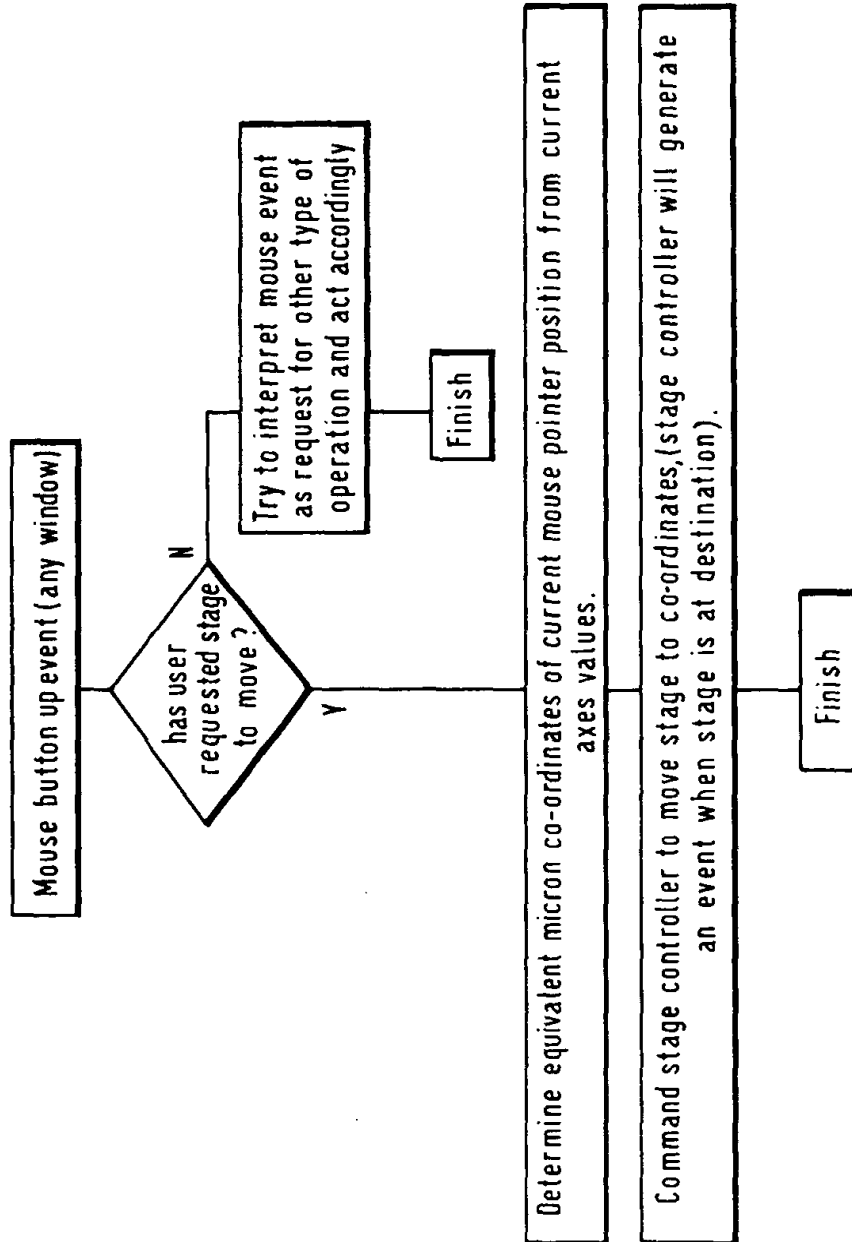 Mouse button up event (any window)
has user
requested stage
to move?
N
Y
Try to interpret mouse event
as request for other type of
operation and act accordingly
Finish
Determine equivalent micron co-ordinates of current mouse pointer position from current
axes values.
Command stage controller to move stage to co-ordinates,(stage controller will generate
an event when stage is at destination).
Finish